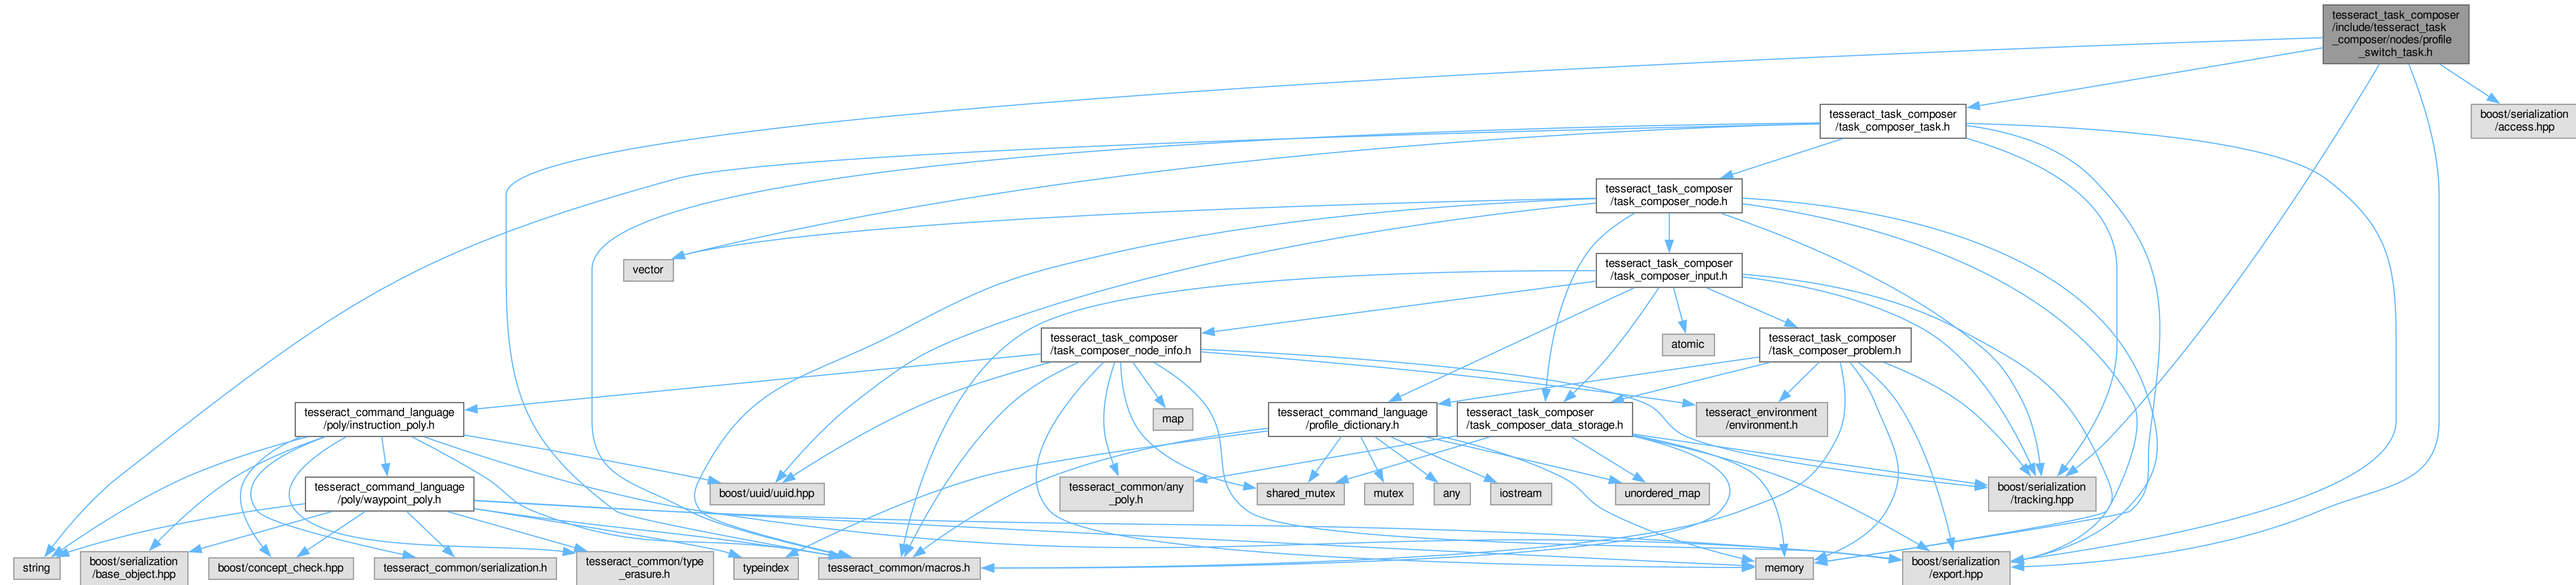 tesseract_task_composer
/include/tesseract_task
_composer/nodes/profile
_switch_task.h
tesseract_task_composer
/task_composer_task.h
boost/serialization
/access.hpp
tesseract_task_composer
/task_composer_node.h
vector
tesseract_task_composer
/task_composer_input.h
tesseract_task_composer
/task_composer_node_info.h
atomic
tesseract_task_composer
/task_composer_problem.h
tesseract_command_language
/poly/instruction_poly.h
map
tesseract_command_language
/profile_dictionary.h
tesseract_task_composer
/task_composer_data_storage.h
tesseract_environment
/environment.h
tesseract_command_language
/poly/waypoint_poly.h
boost/uuid/uuid.hpp
tesseract_common/any
_poly.h
shared_mutex
mutex
any
iostream
unordered_map
boost/serialization
/tracking.hpp
string
boost/serialization
/base_object.hpp
boost/concept_check.hpp
tesseract_common/serialization.h
tesseract_common/type
_erasure.h
typeindex
tesseract_common/macros.h
memory
boost/serialization
/export.hpp